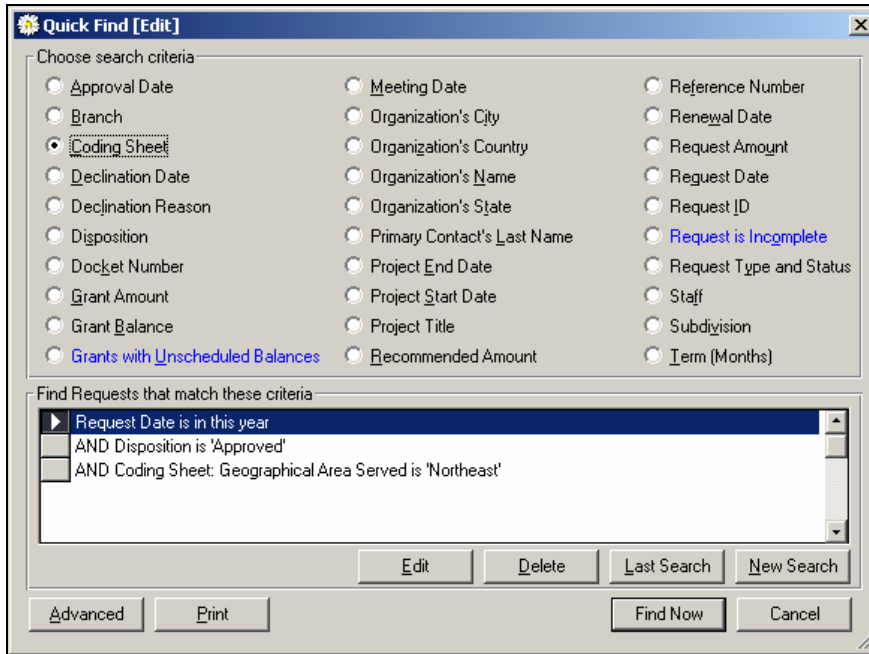 Quick Find [Edit]
Choose search criteria
Approval Date
Branch
Coding Sheet
Declination Date
Declination Reason
Disposition
Docket Number
Grant Amount
Grant Balance
Grants with Unscheduled Balances
Meeting Date
Organization's City
Organization's Country
Organization's Name
Organization's State
Primary Contact's Last Name
Project End Date
Project Start Date
Project Title
Recommended Amount
Reference Number
Renewal Date
Request Amount
Request Date
Request ID
Request is Incomplete
Request Type and Status
Staff
Subdivision
Term (Months)
Find Requests that match these criteria
Request Date is in this year
AND Disposition is 'Approved'
AND Coding Sheet: Geographical Area Served is 'Northeast'
Edit Delete Last Search New Search
Advanced Print Find Now Cancel